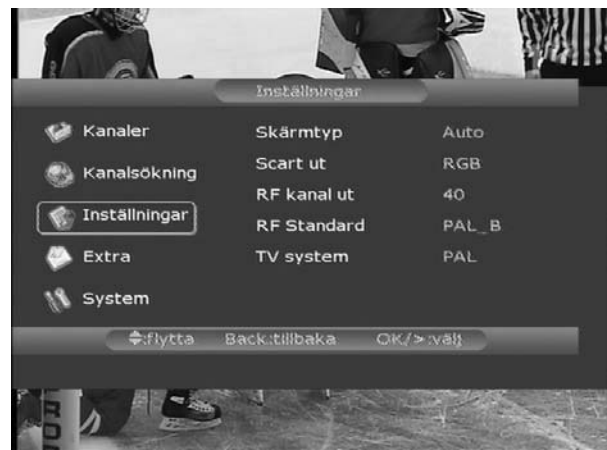 Inställningar
Kanaler
Kanalsökning
Inställningar
Extra
System
Skärmtyp Auto
Scart ut RGB
RF kanal ut 40
RF Standard PAL_B
TV system PAL
:flytta Back:tillbaka OK/>:välj